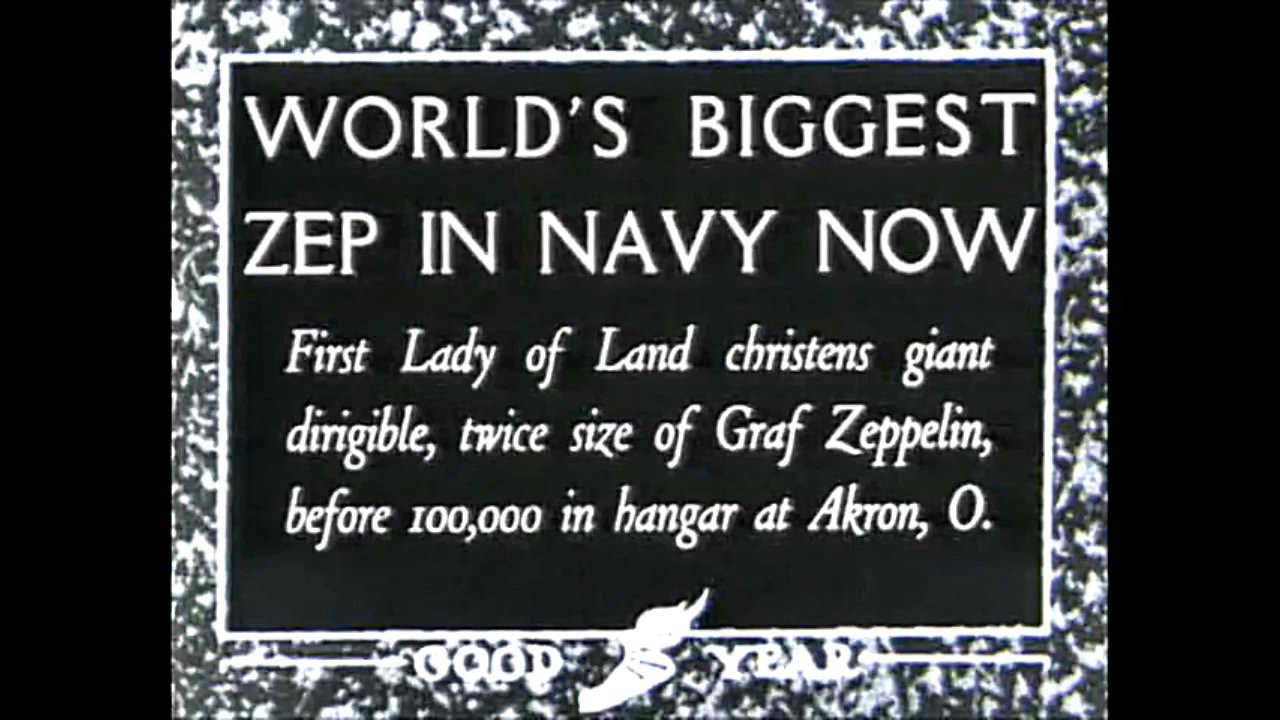 WORLD'S BIGGEST
ZEP IN NAVY NOW
First Lady of Land christens giant
dirigible, twice size of Graf Zeppelin,
before 100,000 in hangar at Akron, O.
GOOD YEAR